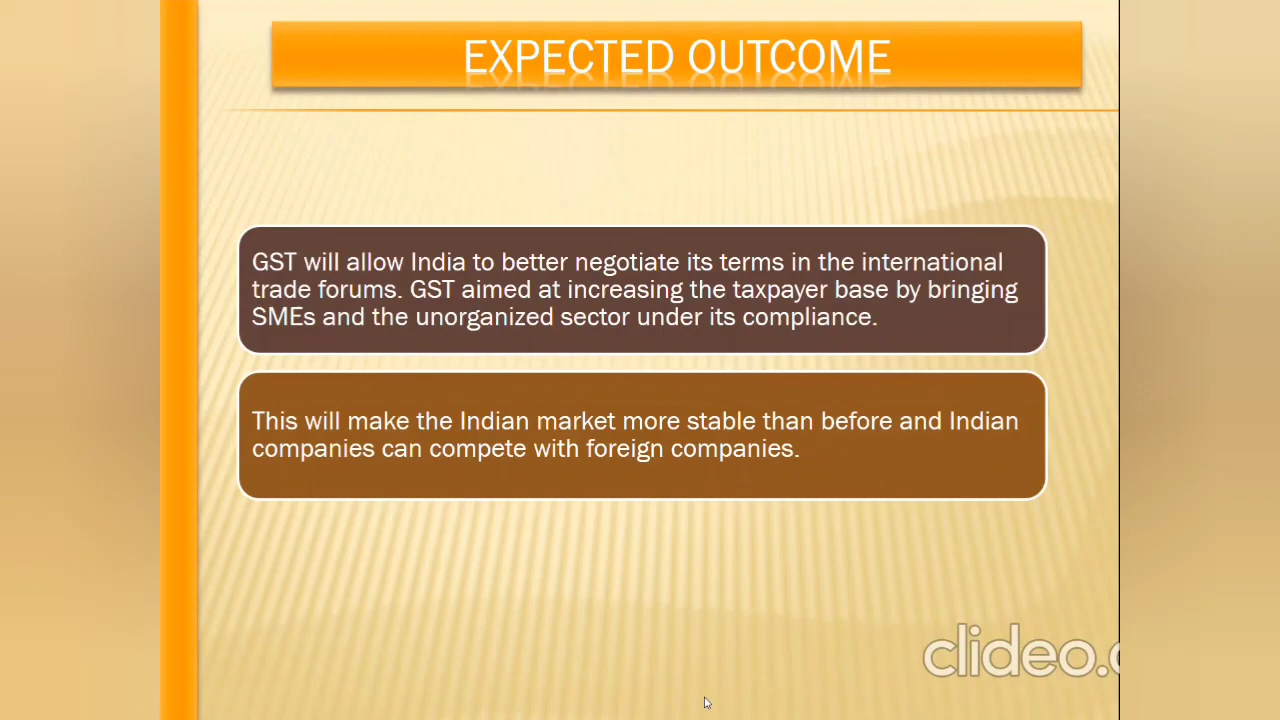 EXPECTED OUTCOME
GST will allow India to better negotiate its terms in the international
trade forums. GST aimed at increasing the taxpayer base by bringing
SMEs and the unorganized sector under its compliance.
This will make the Indian market more stable than before and Indian
companies can compete with foreign companies.
clideo.